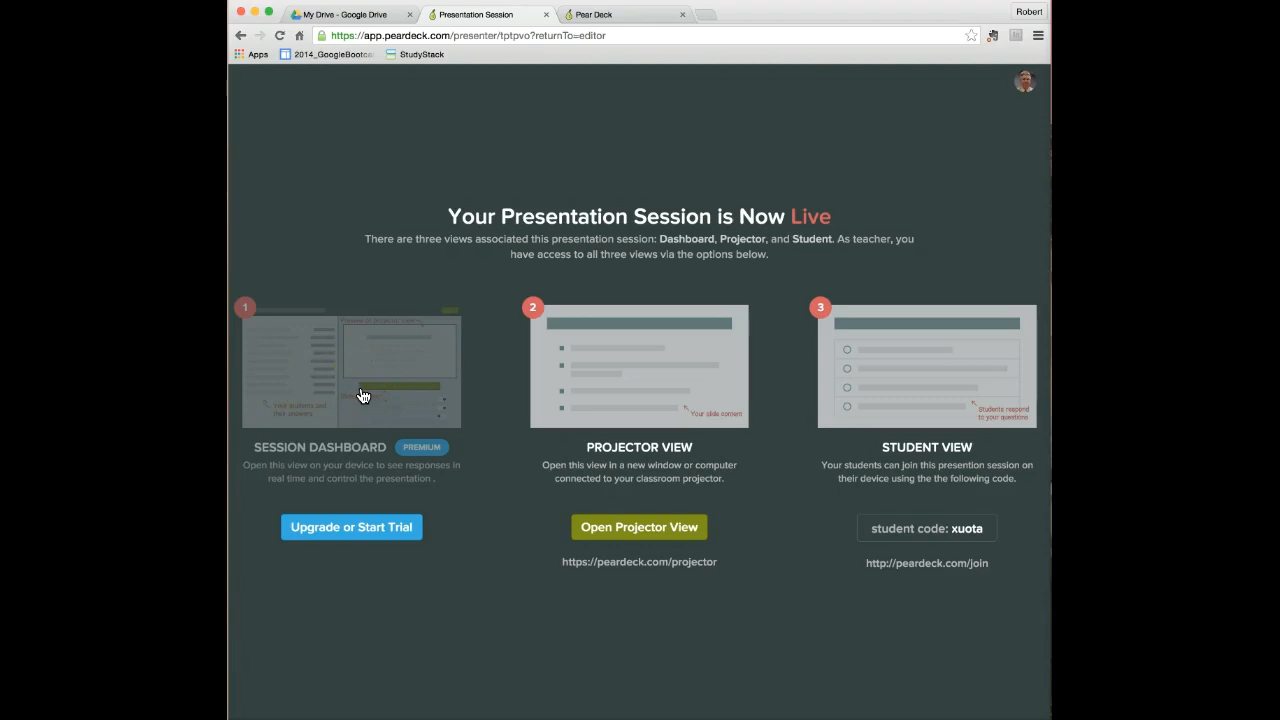 My Drive - Google Drive
Presentation Session
Pear Deck
Robert
https://app.peardeck.com/presenter/tptpvo?returnTo=editor
Apps
2014_GoogleBootca
StudyStack
Your Presentation Session is Now Live
There are three views associated this presentation session: Dashboard, Projector, and Student. As teacher, you
have access to all three views via the options below.
1
Live students and
their answers
2
Your slide content
3
Students respond
to your questions
SESSION DASHBOARD PREMIUM
Open this view on your device to see responses in
real time and control the presentation .
Upgrade or Start Trial
PROJECTOR VIEW
Open this view in a new window or computer
connected to your classroom projector.
Open Projector View
https://peardeck.com/projector
STUDENT VIEW
Your students can join this presention session on
their device using the the following code.
student code: xuota
http://peardeck.com/join